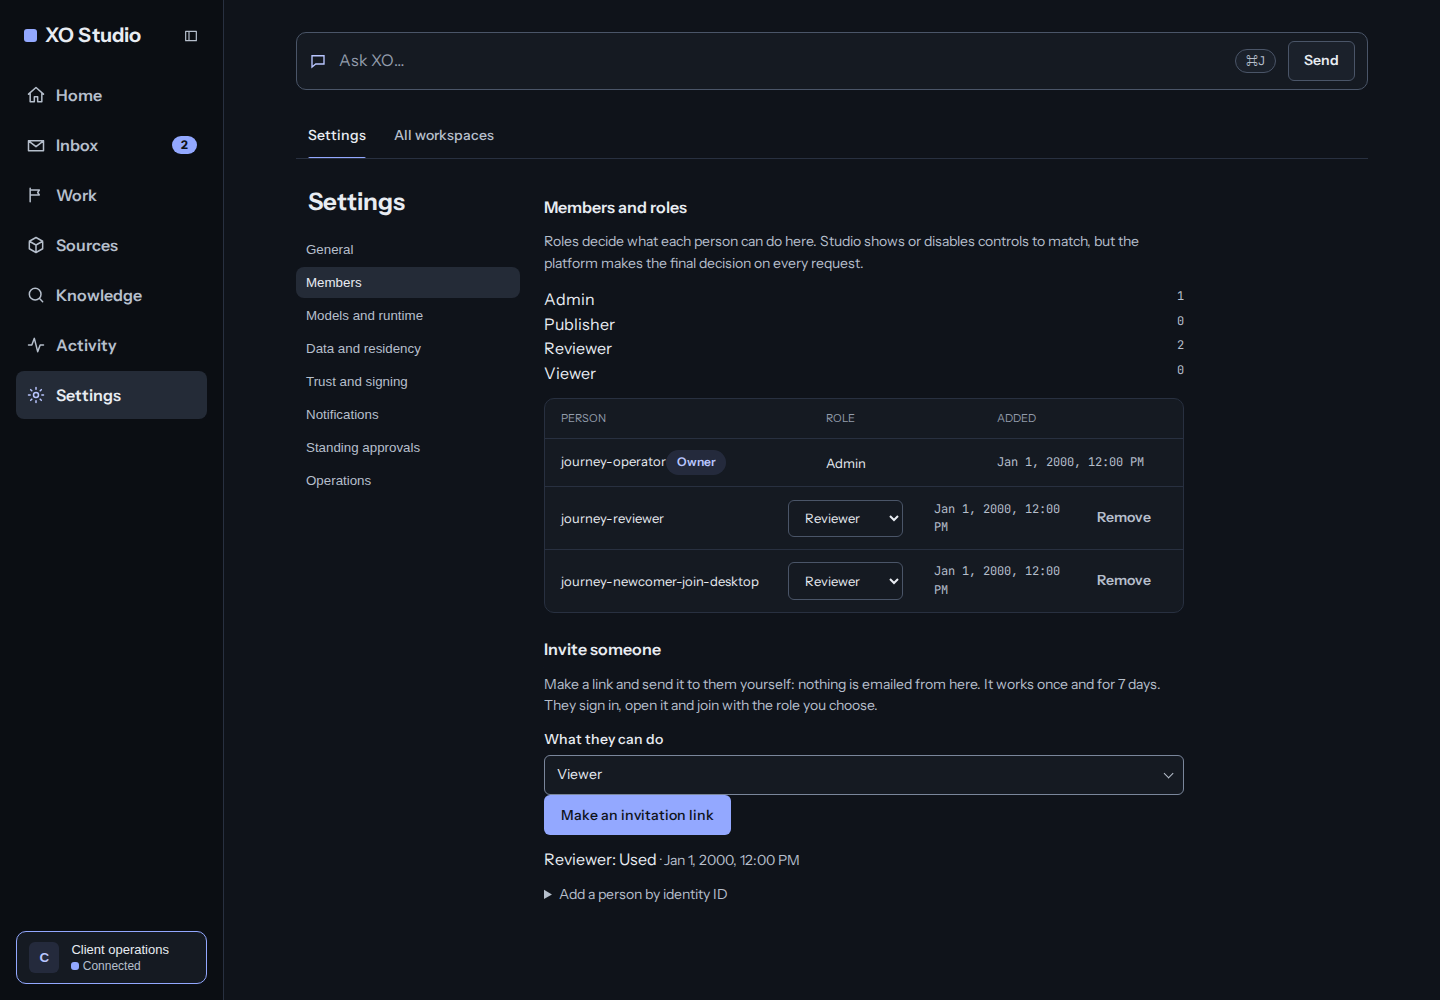 XO Studio
Home
Inbox 2
Work
Sources
Knowledge
Activity
Settings
Client operations
C
Connected
Ask XO...
⌘J
Send
Settings
All workspaces
Settings
General
Members
Models and runtime
Data and residency
Trust and signing
Notifications
Standing approvals
Operations
Members and roles
Roles decide what each person can do here. Studio shows or disables controls to match, but the
platform makes the final decision on every request.
Admin 1
Publisher 0
Reviewer 2
Viewer 0
PERSON ROLE ADDED
journey-operator Owner Admin Jan 1, 2000, 12:00 PM
journey-reviewer Reviewer Jan 1, 2000, 12:00
PM
Remove
journey-newcomer-join-desktop Reviewer Jan 1, 2000, 12:00
PM
Remove
Invite someone
Make a link and send it to them yourself: nothing is emailed from here. It works once and for 7 days.
They sign in, open it and join with the role you choose.
What they can do
Viewer
Make an invitation link
Reviewer: Used · Jan 1, 2000, 12:00 PM
Add a person by identity ID